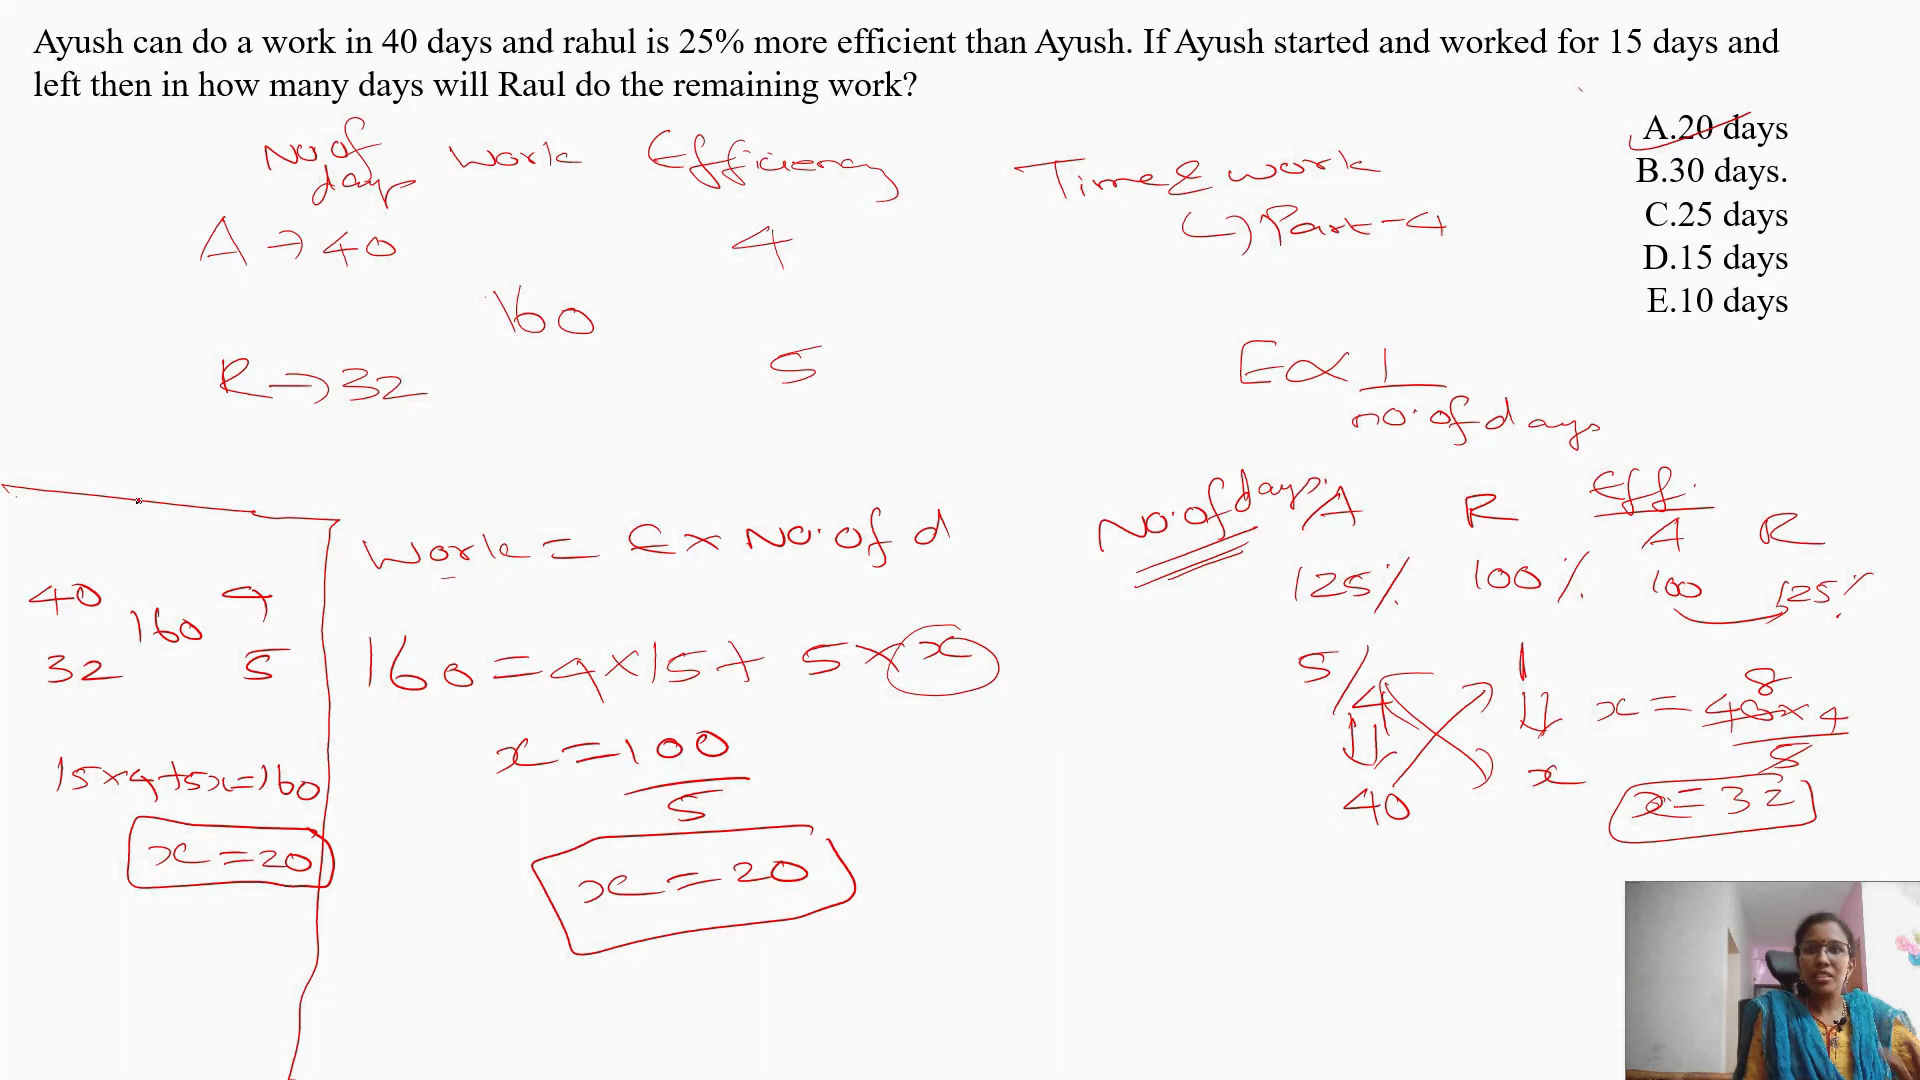 Ayush can do a work in 40 days and rahul is 25% more efficient than Ayush. If Ayush started and worked for 15 days and
left then in how many days will Raul do the remaining work?
A.20 days
B.30 days.
C.25 days
D.15 days
E.10 days
No of days Work Efficiency
A → 40 4
160
R → 32 5
Time & work
↳ Part - 4
E ∝ 1
no. of days
No. of days A R Eff.
A R
125% 100% 100 125%
5/4 1
40 x
x = 40 × 4
8
5
x = 32
Work = E × No. of d
160 = 4×15 + 5 × x
x = 100
5
x = 20
40 4
160
32 5
15×4+5x=160
x = 20